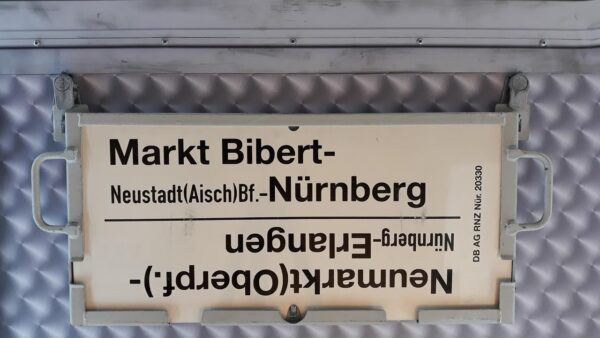 Markt Bibert-
Neustadt(Aisch)Bf.-Nürnberg
Neumarkt(Oberpf.)-
Nürnberg-Erlangen
DB AG RNZ Nür. 20330